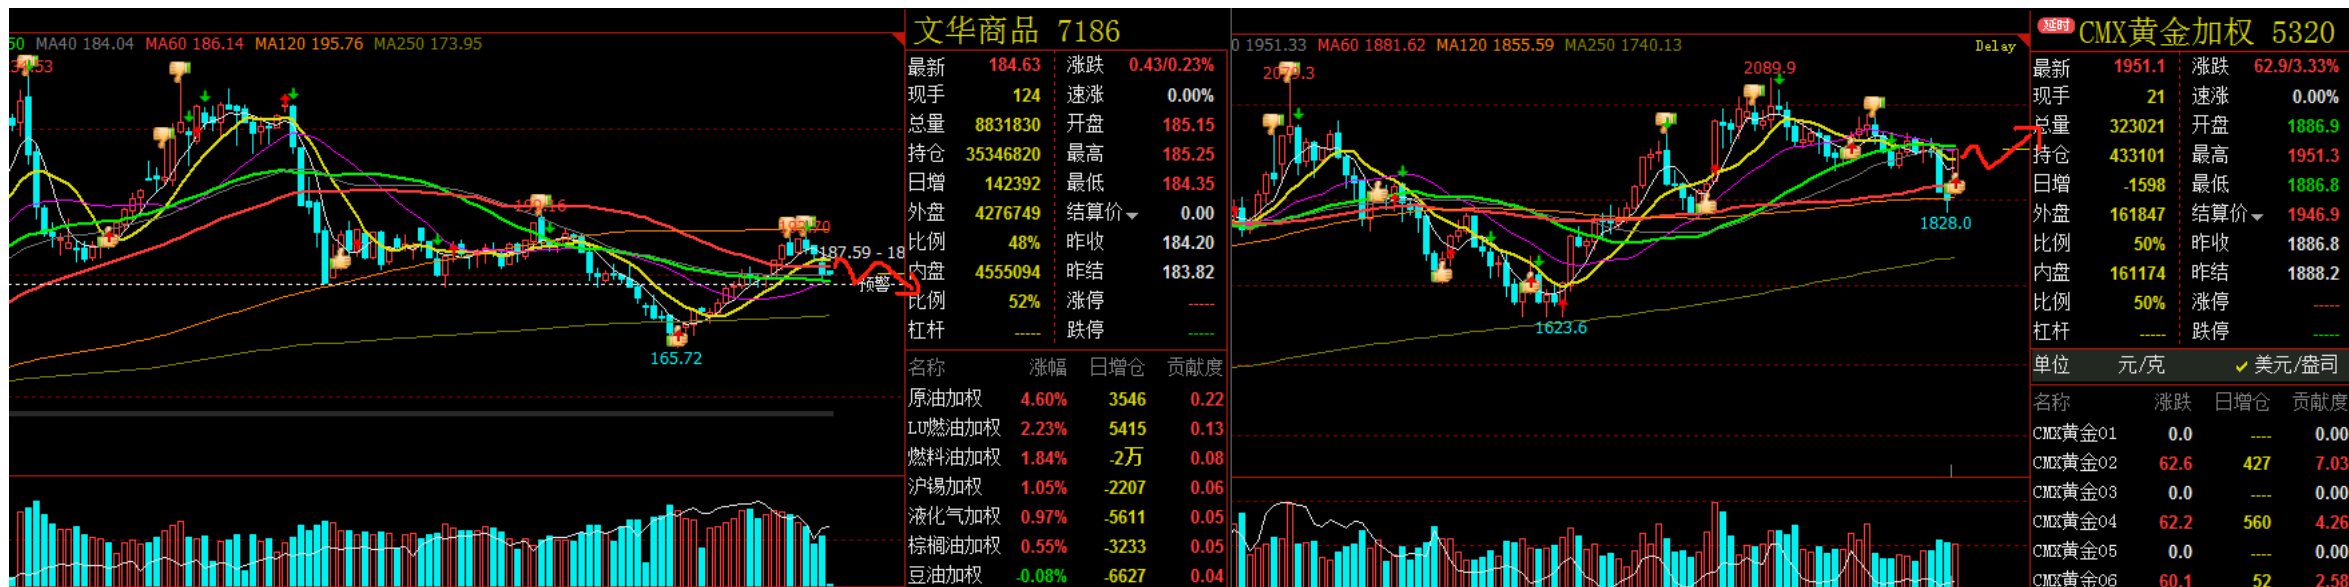 50 MA40 184.04 MA60 186.14 MA120 195.76 MA250 173.95
187.59 - 18
预警
165.72
文华商品 7186
最新 184.63 涨跌 0.43/0.23%
现手 124 速涨 0.00%
总量 8831830 开盘 185.15
持仓 35346820 最高 185.25
日增 142392 最低 184.35
外盘 4276749 结算价 0.00
比例 48% 昨收 184.20
内盘 4555094 昨结 183.82
比例 52% 涨停 -----
杠杆 ----- 跌停 -----
名称 涨幅 日增仓 贡献度
原油加权 4.60% 3546 0.22
LU燃油加权 2.23% 5415 0.13
燃料油加权 1.84% -2万 0.08
沪锡加权 1.05% -2207 0.06
液化气加权 0.97% -5611 0.05
棕榈油加权 0.55% -3233 0.05
豆油加权 -0.08% -6627 0.04
0 1951.33 MA60 1881.62 MA120 1855.59 MA250 1740.13
Delay
2089.9
1828.0
1623.6
延时 CMX黄金加权 5320
最新 1951.1 涨跌 62.9/3.33%
现手 21 速涨 0.00%
总量 323021 开盘 1886.9
持仓 433101 最高 1951.3
日增 -1598 最低 1886.8
外盘 161847 结算价 1946.9
比例 50% 昨收 1886.8
内盘 161174 昨结 1888.2
比例 50% 涨停 -----
杠杆 ----- 跌停 -----
单位 元/克 美元/盎司
名称 涨跌 日增仓 贡献度
CMX黄金01 0.0 ---- 0.00
CMX黄金02 62.6 427 7.03
CMX黄金03 0.0 ---- 0.00
CMX黄金04 62.2 560 4.26
CMX黄金05 0.0 ---- 0.00
CMX黄金06 60.1 52 2.59